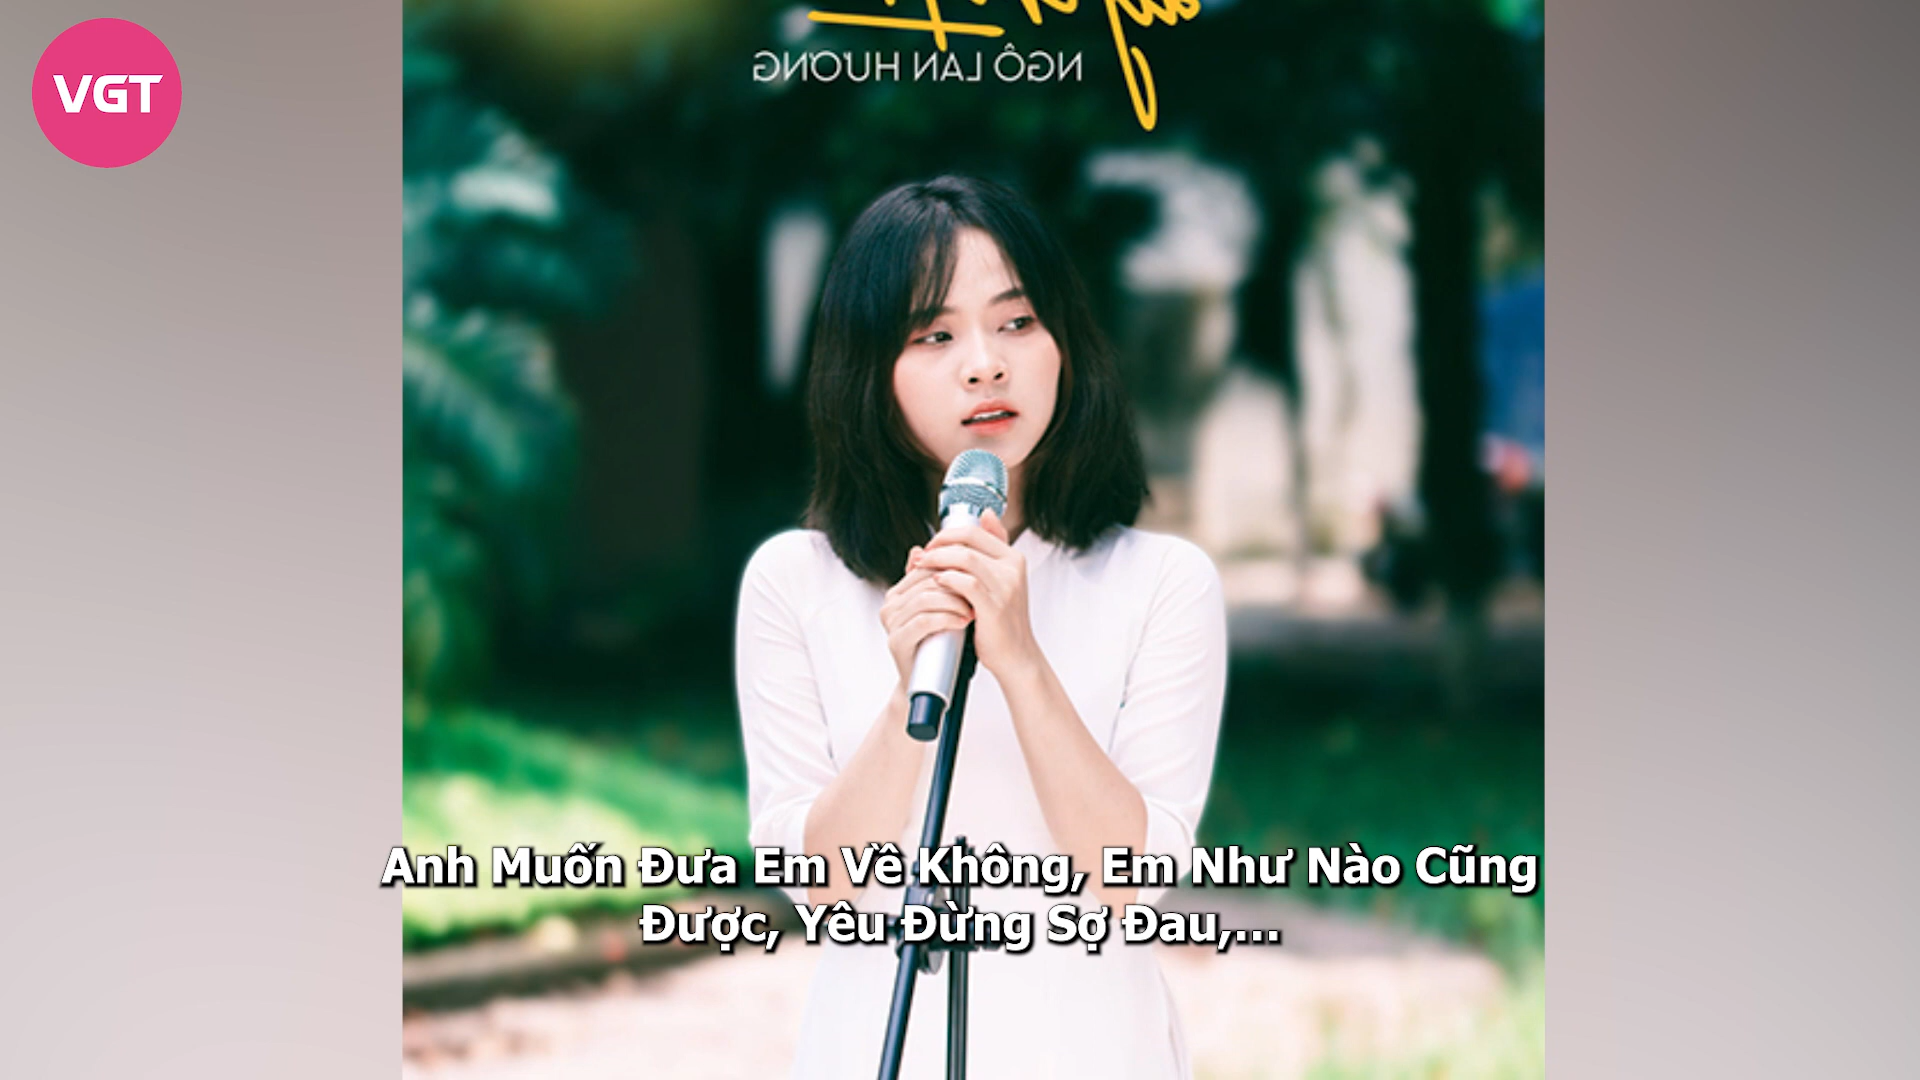 VGT
NGÔ LAN HƯƠNG
Anh Muốn Đưa Em Về Không, Em Như Nào Cũng
Được, Yêu Đừng Sợ Đau,...